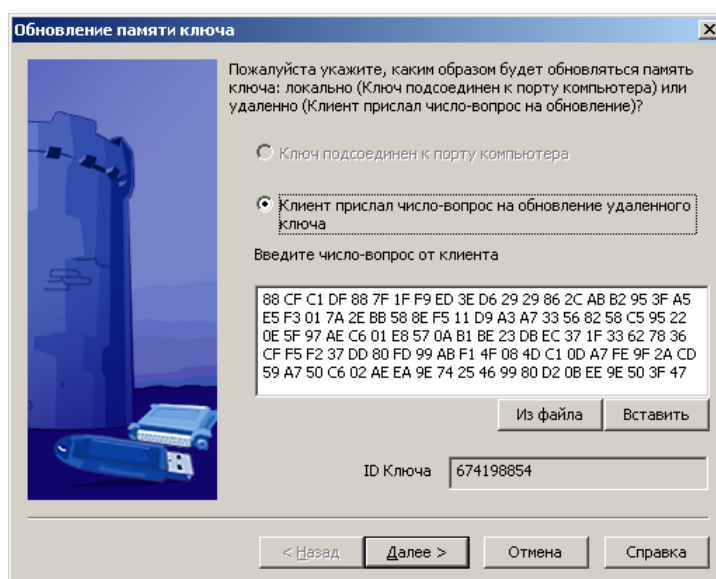 Обновление памяти ключа
Пожалуйста укажите, каким образом будет обновляться память
ключа: локально (Ключ подсоединен к порту компьютера) или
удаленно (Клиент прислал число-вопрос на обновление)?
Ключ подсоединен к порту компьютера
Клиент прислал число-вопрос на обновление удаленного
ключа
Введите число-вопрос от клиента
88 CF C1 DF 88 7F 1F F9 ED 3E D6 29 29 86 2C AB B2 95 3F A5
E5 F3 01 7A 2E BB 58 8E F5 11 D9 A3 A7 33 56 82 58 C5 95 22
0E 5F 97 AE C6 01 E8 57 0A B1 BE 23 DB EC 37 1F 33 62 78 36
CF F5 F2 37 DD 80 FD 99 AB F1 4F 08 4D C1 0D A7 FE 9F 2A CD
59 A7 50 C6 02 AE EA 9E 74 25 46 99 80 D2 0B EE 9E 50 3F 47
Из файла Вставить
ID Ключа 674198854
< Назад Далее > Отмена Справка